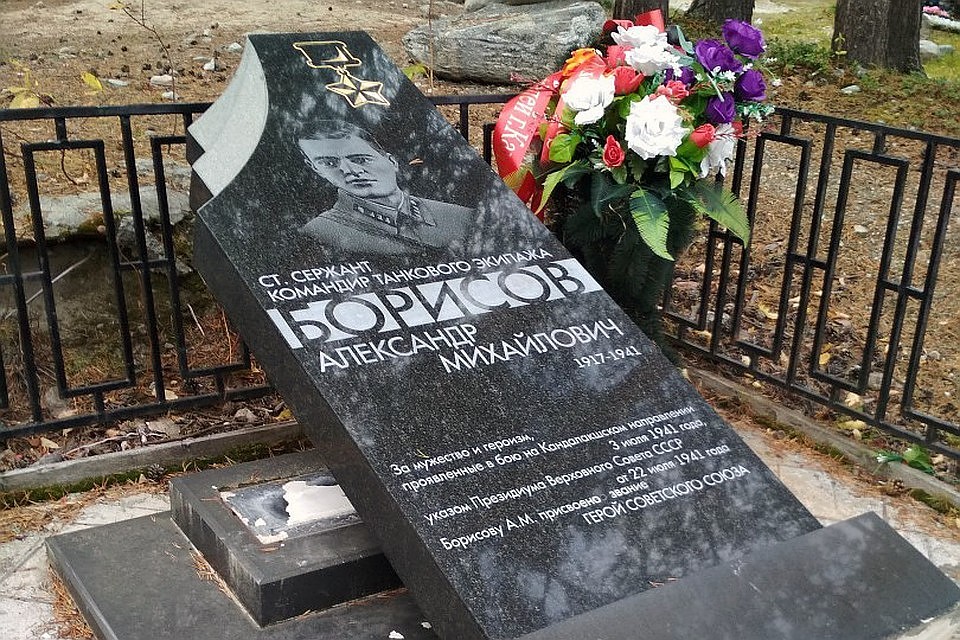 лей г.Ка
СТ. СЕРЖАНТ
КОМАНДИР ТАНКОВОГО ЭКИПАЖА
БОРИСОВ
АЛЕКСАНДР
МИХАЙЛОВИЧ
1917-1941
За мужество и героизм,
проявленные в бою на Кандалакшском направлении
3 июля 1941 года,
указом Президиума Верховного Совета СССР
от 22 июля 1941 года
Борисову А.М. присвоено звание
ГЕРОЙ СОВЕТСКОГО СОЮЗА